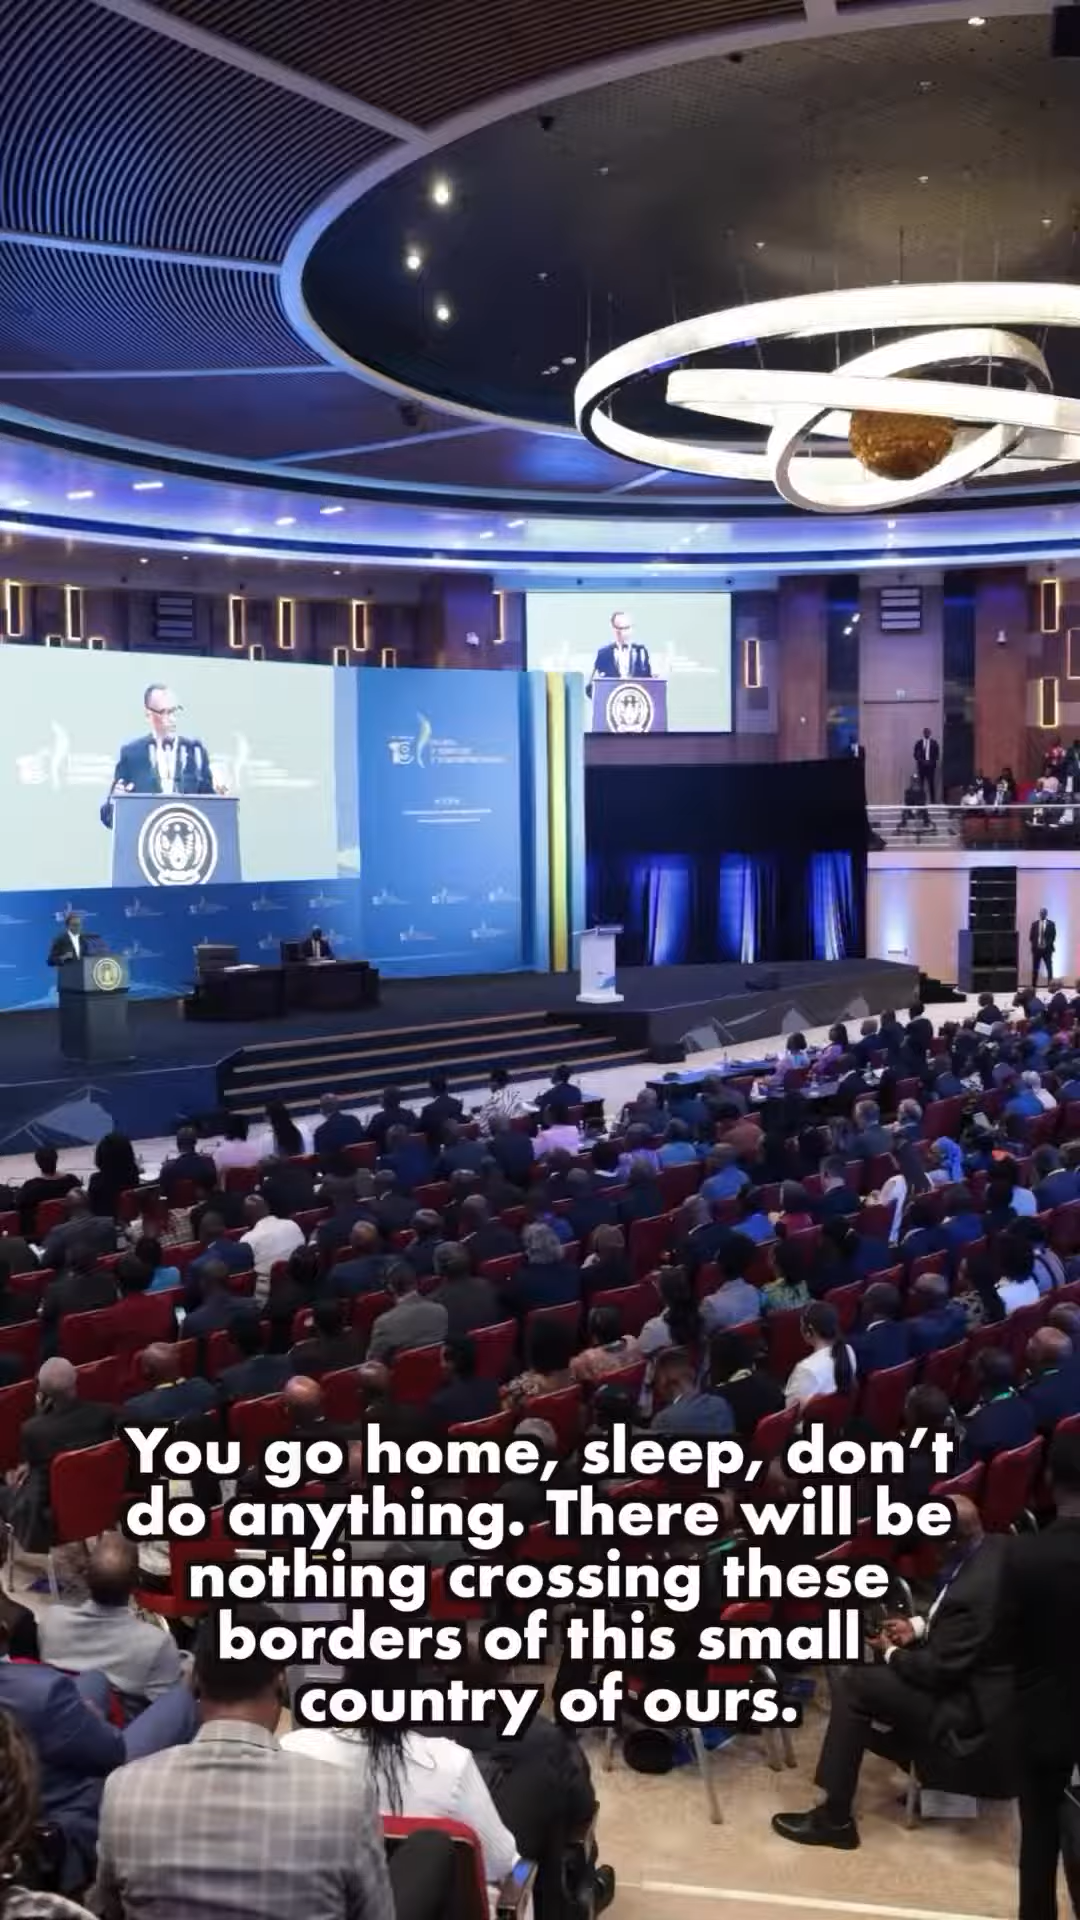 You go home, sleep, don't
do anything. There will be
nothing crossing these
borders of this small
country of ours.